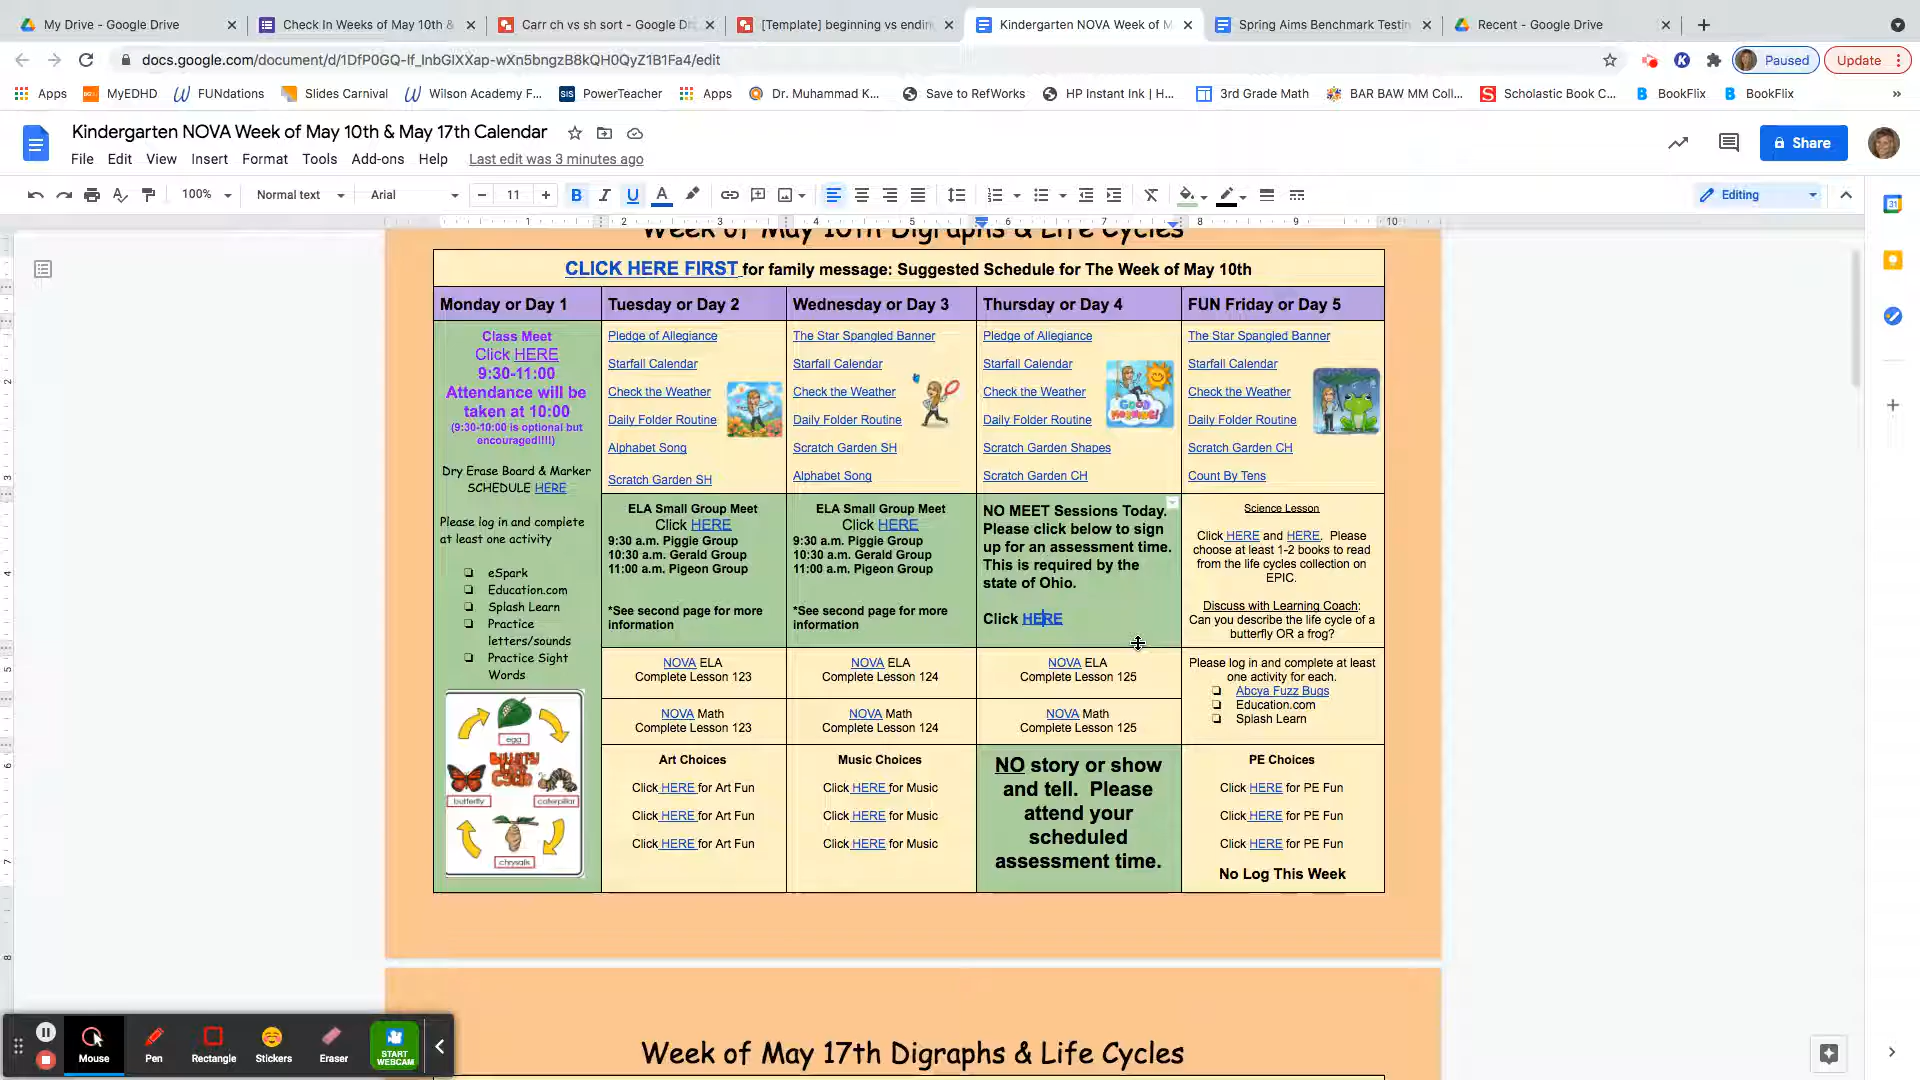 My Drive - Google Drive
Check In Weeks of May 10th &
Carr ch vs sh sort - Google Dr
[Template] beginning vs endin
Kindergarten NOVA Week of M
Spring Aims Benchmark Testin
Recent - Google Drive
docs.google.com/document/d/1DfP0GQ-If_InbGIXXap-wXn5bngzB8kQH0QyZ1B1Fa4/edit
Paused
Update
Apps
MyEDHD
FUNdations
Slides Carnival
Wilson Academy F...
PowerTeacher
Apps
Dr. Muhammad K...
Save to RefWorks
HP Instant Ink | H...
3rd Grade Math
BAR BAW MM Coll...
Scholastic Book C...
BookFlix
BookFlix
Kindergarten NOVA Week of May 10th & May 17th Calendar
File Edit View Insert Format Tools Add-ons Help Last edit was 3 minutes ago
Share
100% Normal text Arial 11
Editing
Week of May 10th Digraphs & Life Cycles
CLICK HERE FIRST for family message: Suggested Schedule for The Week of May 10th
Monday or Day 1
Tuesday or Day 2
Wednesday or Day 3
Thursday or Day 4
FUN Friday or Day 5
Class Meet
Click HERE
9:30-11:00
Attendance will be
taken at 10:00
(9:30-10:00 is optional but
encouraged!!!!)
Dry Erase Board & Marker
SCHEDULE HERE
Please log in and complete
at least one activity
eSpark
Education.com
Splash Learn
Practice
letters/sounds
Practice Sight
Words
egg
butterfly
caterpillar
chrysalis
Pledge of Allegiance
Starfall Calendar
Check the Weather
Daily Folder Routine
Alphabet Song
Scratch Garden SH
The Star Spangled Banner
Starfall Calendar
Check the Weather
Daily Folder Routine
Scratch Garden SH
Alphabet Song
Pledge of Allegiance
Starfall Calendar
Check the Weather
Daily Folder Routine
Scratch Garden Shapes
Scratch Garden CH
GOOD
MORNING!
The Star Spangled Banner
Starfall Calendar
Check the Weather
Daily Folder Routine
Scratch Garden CH
Count By Tens
ELA Small Group Meet
Click HERE
9:30 a.m. Piggie Group
10:30 a.m. Gerald Group
11:00 a.m. Pigeon Group
*See second page for more
information
ELA Small Group Meet
Click HERE
9:30 a.m. Piggie Group
10:30 a.m. Gerald Group
11:00 a.m. Pigeon Group
*See second page for more
information
NO MEET Sessions Today.
Please click below to sign
up for an assessment time.
This is required by the
state of Ohio.
Click HERE
Science Lesson
Click HERE and HERE. Please
choose at least 1-2 books to read
from the life cycles collection on
EPIC.
Discuss with Learning Coach:
Can you describe the life cycle of a
butterfly OR a frog?
NOVA ELA
Complete Lesson 123
NOVA ELA
Complete Lesson 124
NOVA ELA
Complete Lesson 125
Please log in and complete at least
one activity for each.
Abcya Fuzz Bugs
Education.com
Splash Learn
NOVA Math
Complete Lesson 123
NOVA Math
Complete Lesson 124
NOVA Math
Complete Lesson 125
Art Choices
Click HERE for Art Fun
Click HERE for Art Fun
Click HERE for Art Fun
Music Choices
Click HERE for Music
Click HERE for Music
Click HERE for Music
NO story or show
and tell. Please
attend your
scheduled
assessment time.
PE Choices
Click HERE for PE Fun
Click HERE for PE Fun
Click HERE for PE Fun
No Log This Week
Week of May 17th Digraphs & Life Cycles
Mouse
Pen
Rectangle
Stickers
Eraser
START
WEBCAM